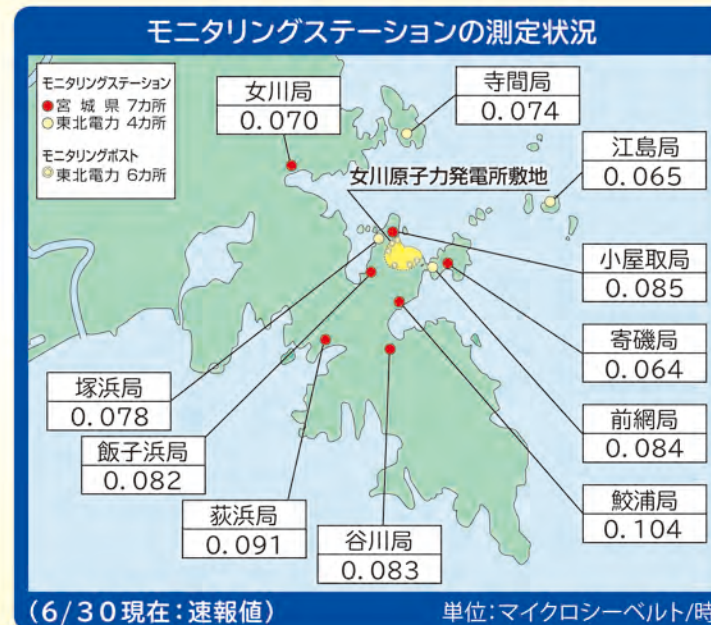 モニタリングステーションの測定状況
モニタリングステーション
宮城県 7カ所
東北電力 4カ所
モニタリングポスト
東北電力 6カ所
女川局
0.070
寺間局
0.074
江島局
0.065
女川原子力発電所敷地
小屋取局
0.085
寄磯局
0.064
塚浜局
0.078
前網局
0.084
飯子浜局
0.082
鮫浦局
0.104
荻浜局
0.091
谷川局
0.083
(6/30現在:速報値)
単位:マイクロシーベルト/時